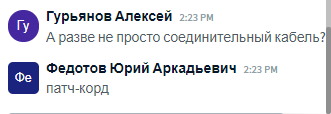 Гу
Гурьянов Алексей 2:23 PM
А разве не просто соединительный кабель?
Фе
Федотов Юрий Аркадьевич 2:23 PM
патч-корд